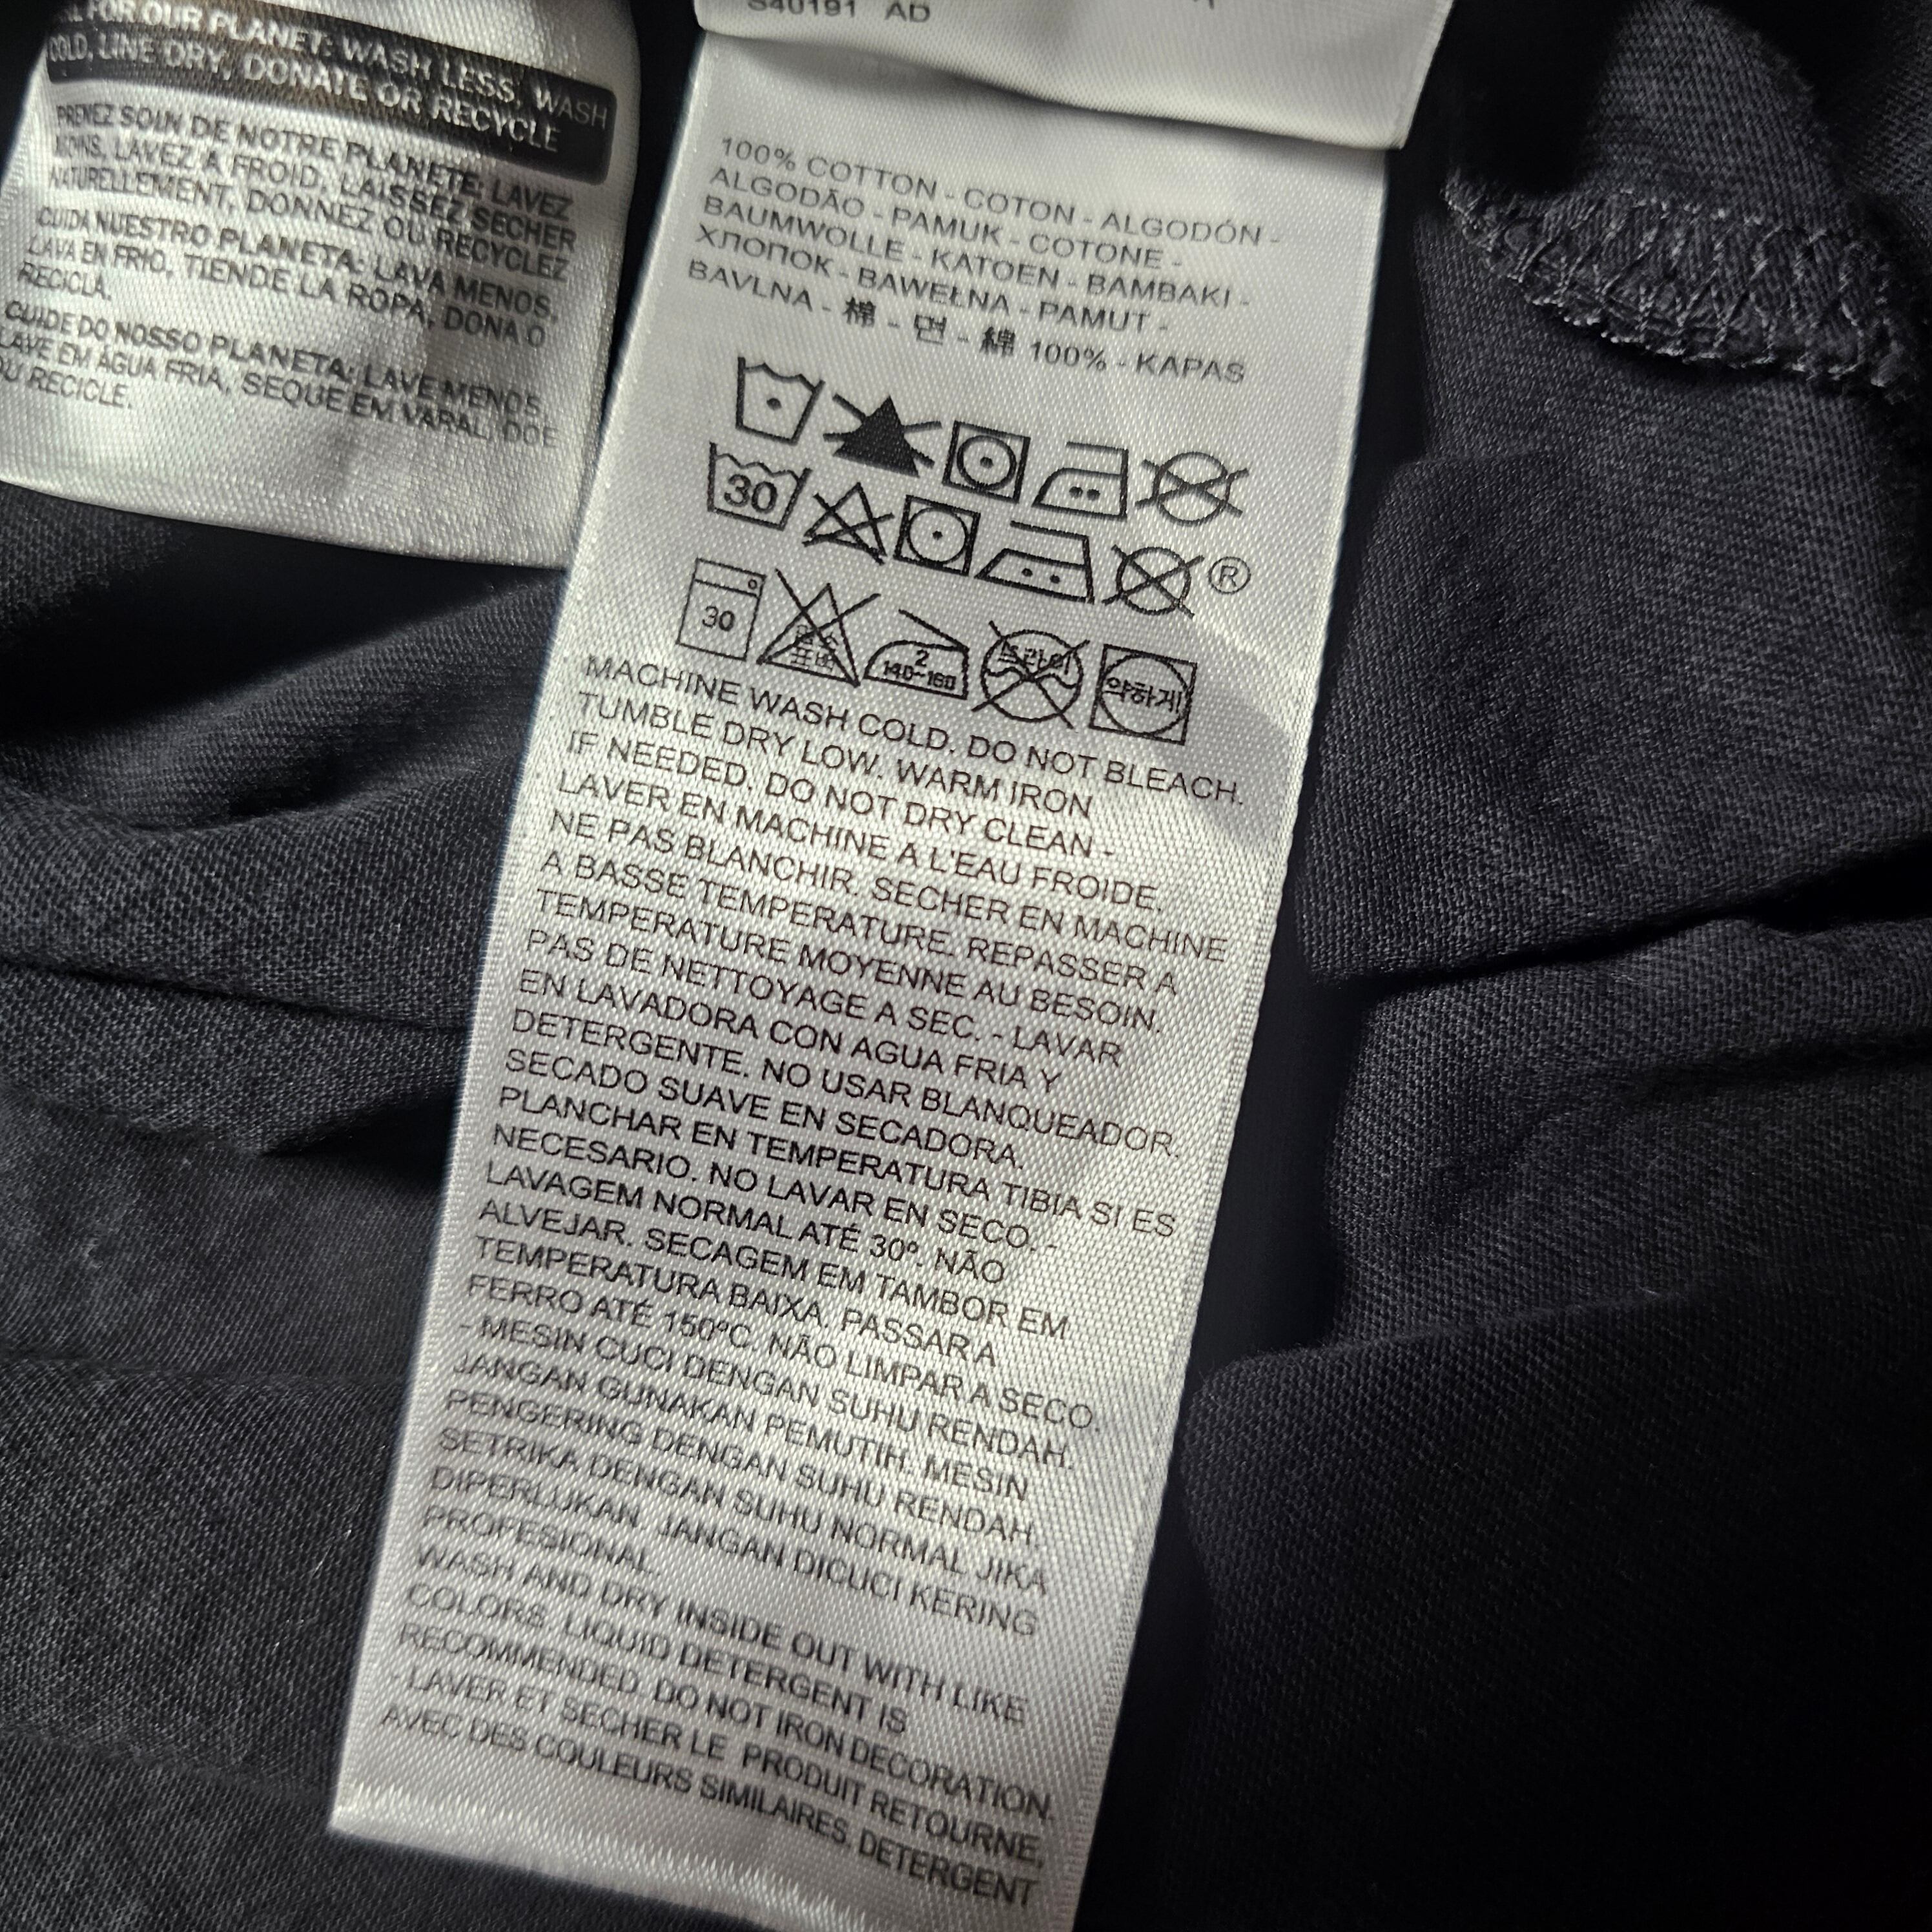 FOR OUR PLANET: WASH LESS, WASH
COLD, LINE DRY, DONATE OR RECYCLE
PRENEZ SOIN DE NOTRE PLANETE: LAVEZ
MOINS, LAVEZ A FROID, LAISSEZ SECHER
NATURELLEMENT, DONNEZ OU RECYCLEZ
CUIDA NUESTRO PLANETA: LAVA MENOS,
LAVA EN FRIO, TIENDE LA ROPA, DONA O
RECICLA.
CUIDE DO NOSSO PLANETA: LAVE MENOS,
LAVE EM ÁGUA FRIA, SEQUE EM VARAL, DOE
OU RECICLE.
S40191 AD
100% COTTON - COTON - ALGODÓN -
ALGODÃO - PAMUK - COTONE -
BAUMWOLLE - KATOEN - BAMBAKI -
ХПОПОК - BAWEŁNA - PAMUT -
BAVLNA - 棉 - 면 - 綿 100% - KAPAS
30
®
30
2
140~160
드라이
약하게
MACHINE WASH COLD. DO NOT BLEACH.
TUMBLE DRY LOW. WARM IRON
IF NEEDED. DO NOT DRY CLEAN -
LAVER EN MACHINE A L'EAU FROIDE.
NE PAS BLANCHIR. SECHER EN MACHINE
A BASSE TEMPERATURE. REPASSER A
TEMPERATURE MOYENNE AU BESOIN.
PAS DE NETTOYAGE A SEC. - LAVAR
EN LAVADORA CON AGUA FRIA Y
DETERGENTE. NO USAR BLANQUEADOR.
SECADO SUAVE EN SECADORA.
PLANCHAR EN TEMPERATURA TIBIA SI ES
NECESARIO. NO LAVAR EN SECO. -
LAVAGEM NORMAL ATÉ 30º. NÃO
ALVEJAR. SECAGEM EM TAMBOR EM
TEMPERATURA BAIXA. PASSAR A
FERRO ATÉ 150ºC. NÃO LIMPAR A SECO.
- MESIN CUCI DENGAN SUHU RENDAH.
JANGAN GUNAKAN PEMUTIH. MESIN
PENGERING DENGAN SUHU RENDAH.
SETRIKA DENGAN SUHU NORMAL JIKA
DIPERLUKAN. JANGAN DICUCI KERING
PROFESIONAL.
WASH AND DRY INSIDE OUT WITH LIKE
COLORS. LIQUID DETERGENT IS
RECOMMENDED. DO NOT IRON DECORATION.
- LAVER ET SECHER LE PRODUIT RETOURNE,
AVEC DES COULEURS SIMILAIRES. DETERGENT